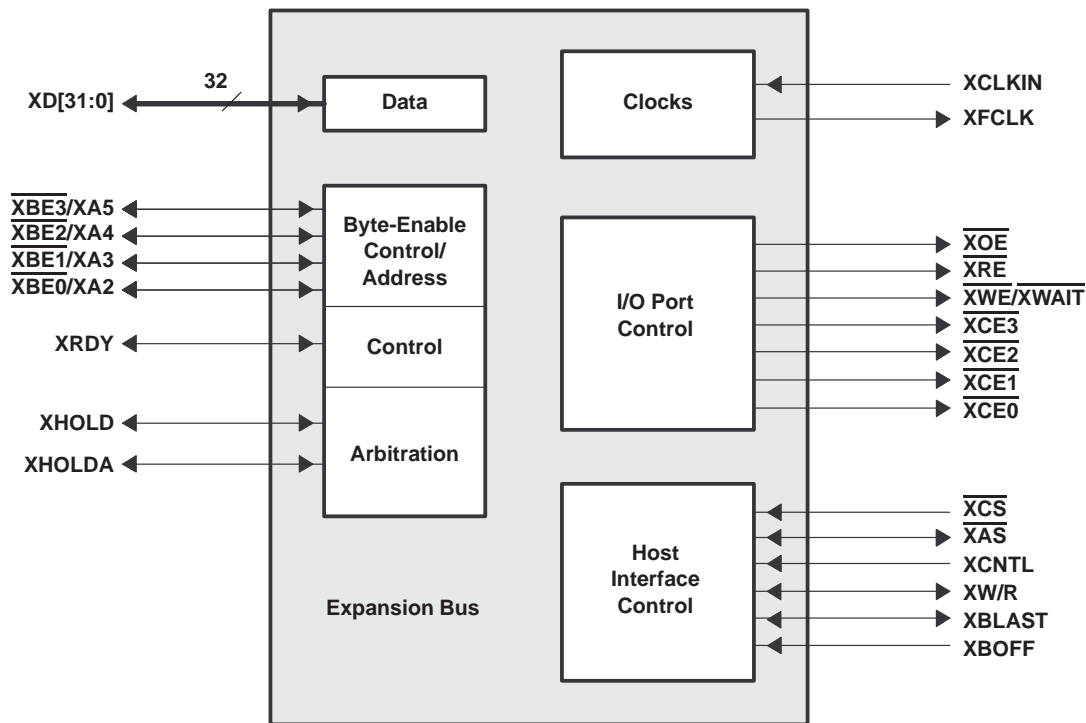 32
XD[31:0]
Data
XBE3/XA5
XBE2/XA4
XBE1/XA3
XBE0/XA2
Byte-Enable
Control/
Address
XRDY
Control
XHOLD
XHOLDA
Arbitration
Expansion Bus
Clocks
XCLKIN
XFCLK
I/O Port
Control
XOE
XRE
XWE/XWAIT
XCE3
XCE2
XCE1
XCE0
Host
Interface
Control
XCS
XAS
XCNTL
XW/R
XBLAST
XBOFF